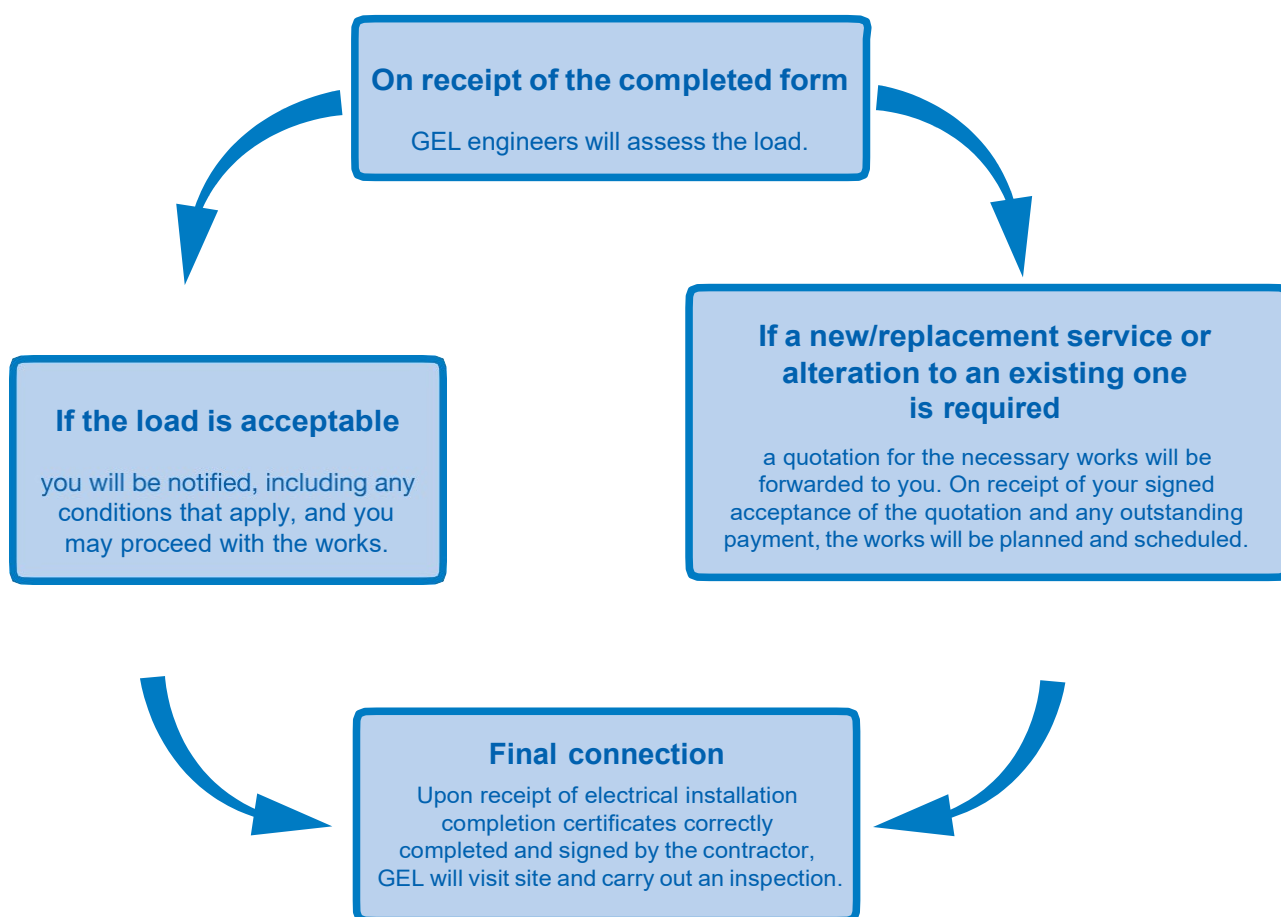 On receipt of the completed form
GEL engineers will assess the load.
If the load is acceptable
you will be notified, including any
conditions that apply, and you
may proceed with the works.
If a new/replacement service or
alteration to an existing one
is required
a quotation for the necessary works will be
forwarded to you. On receipt of your signed
acceptance of the quotation and any outstanding
payment, the works will be planned and scheduled.
Final connection
Upon receipt of electrical installation
completion certificates correctly
completed and signed by the contractor,
GEL will visit site and carry out an inspection.